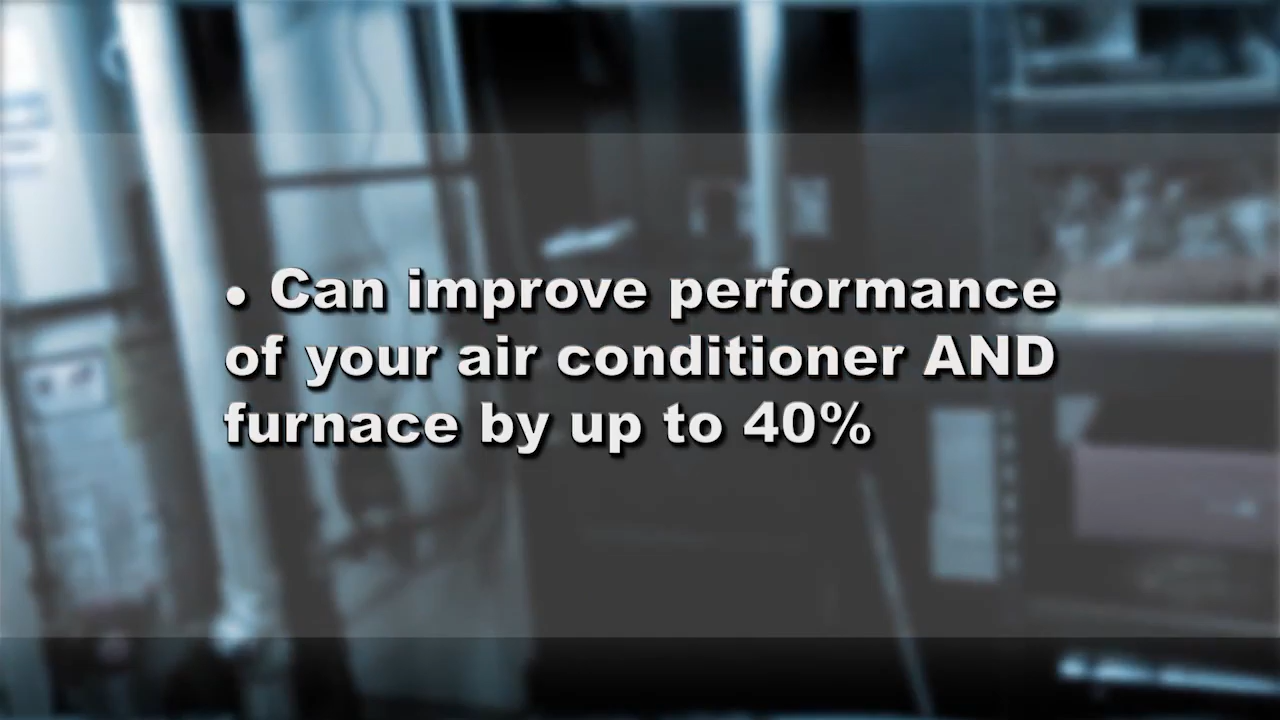 • Can improve performance
of your air conditioner AND
furnace by up to 40%